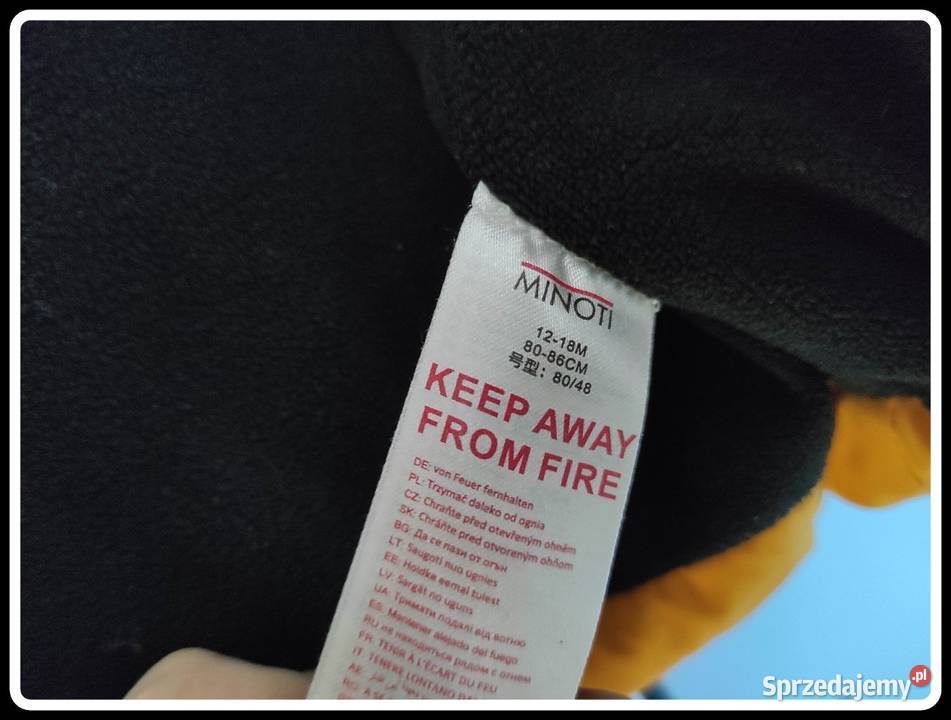 MINOTI
12-18M
80-86CM
号型: 80/48
KEEP AWAY
FROM FIRE
DE: von Feuer fernhalten
PL: Trzymać daleko od ognia
CZ: Chraňte před otevřeným ohněm
SK: Chráňte pred otvoreným ohňom
BG: Да се пази от огън
LT: Saugoti nuo ugnies
EE: Hoidka eemal tulest
LV: Sargāt no uguns
UA: Тримати подалі від вогню
ES: Mantener alejado del fuego
RU не находиться рядом с огнем
FR: TENIR À L'ÉCART DU FEU
IT: TENERE LONTANO
AE:
Sprzedajemy.pl